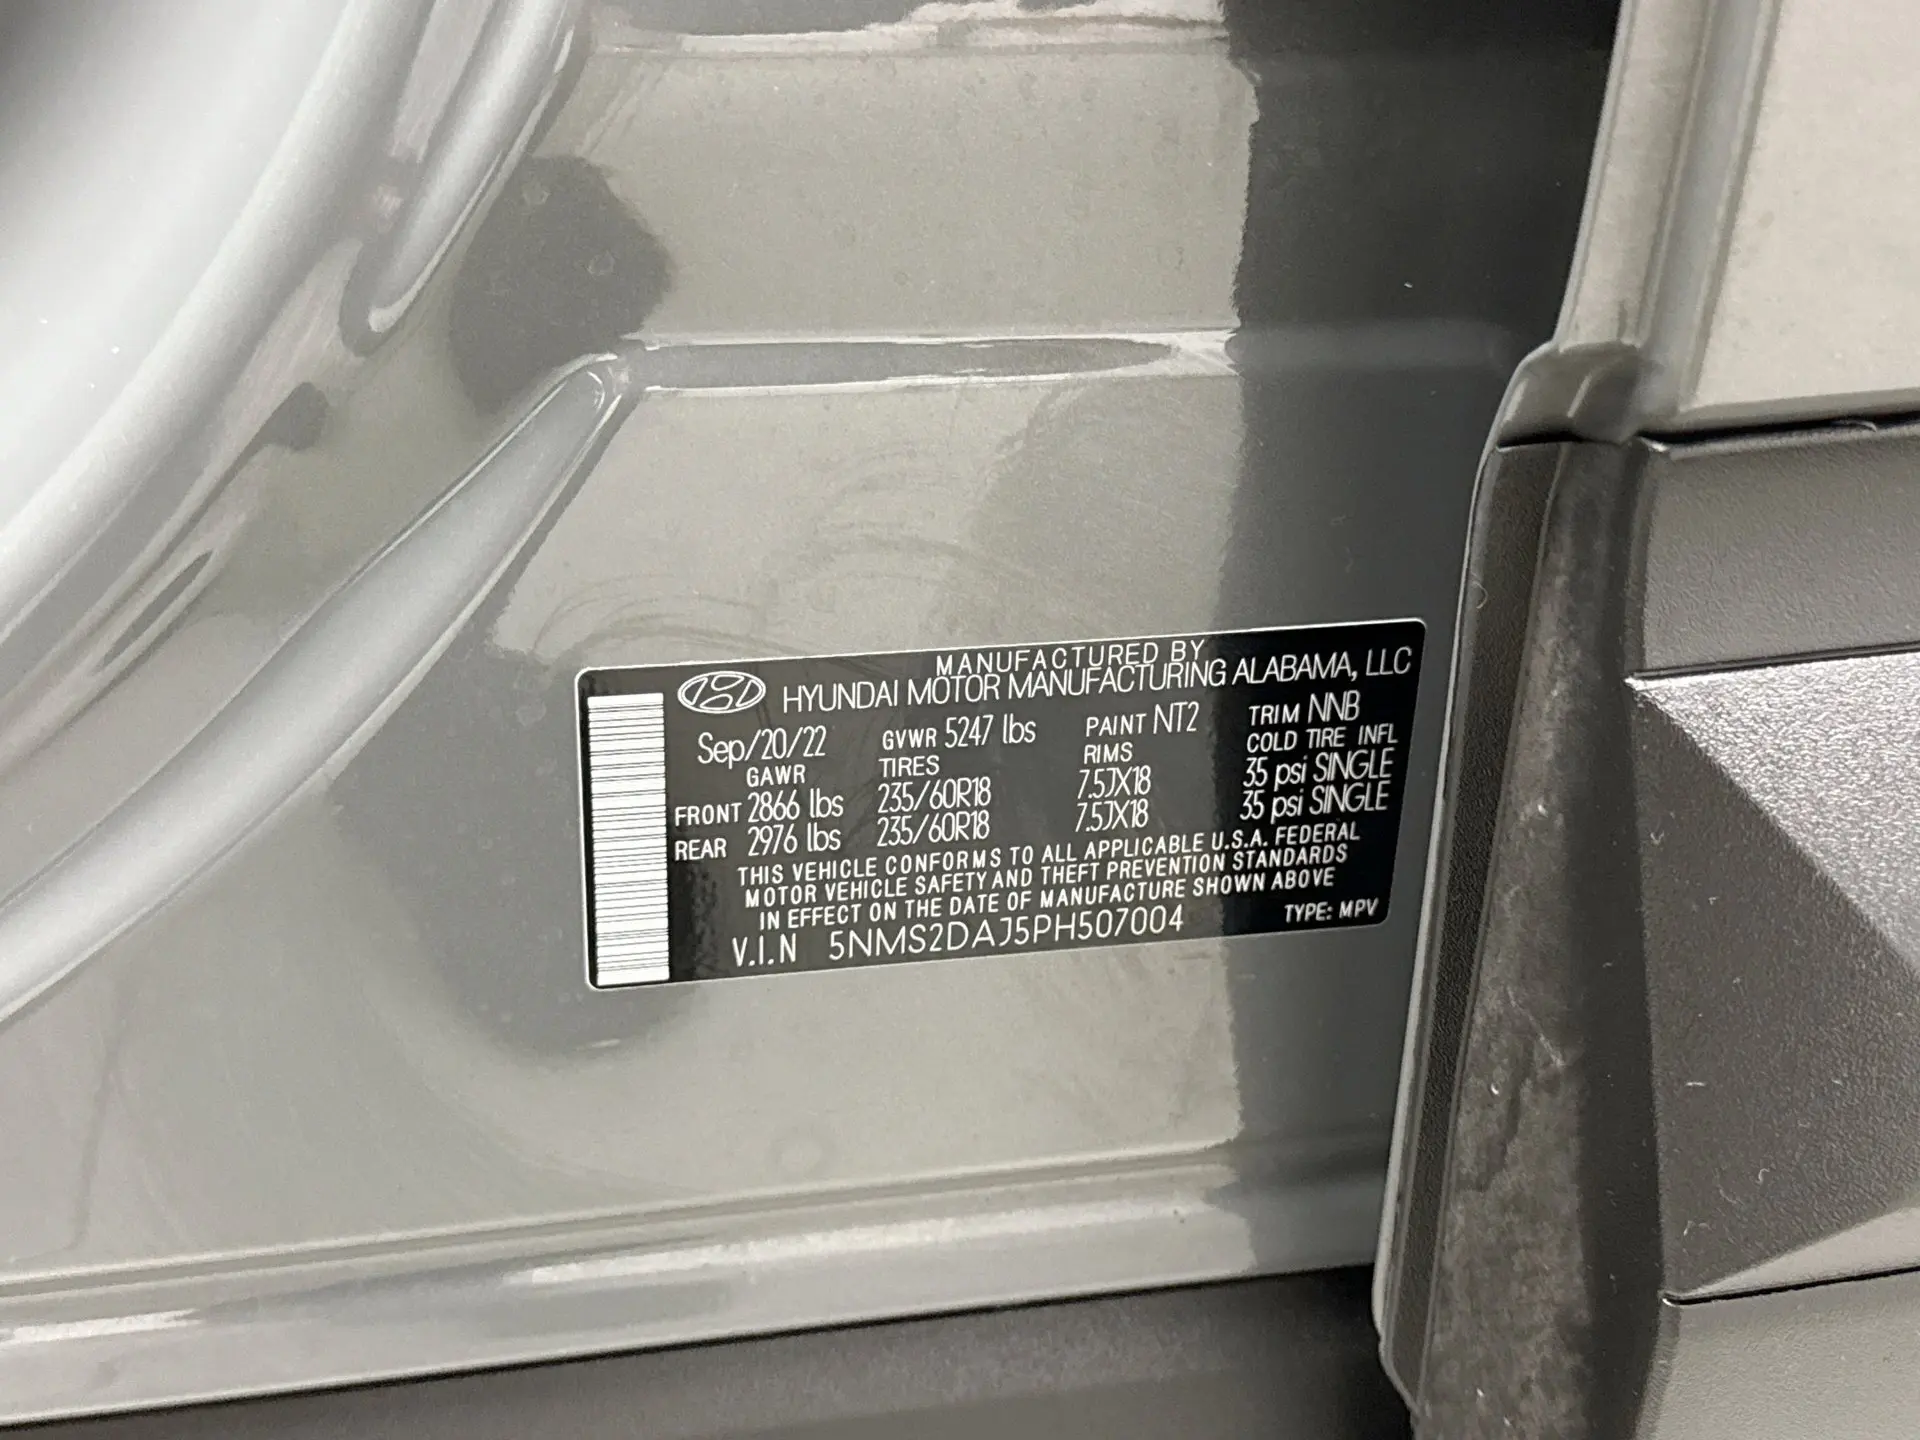 MANUFACTURED BY
HYUNDAI MOTOR MANUFACTURING ALABAMA, LLC
Sep/20/22 GVWR 5247 lbs PAINT NT2 TRIM NNB
GAWR TIRES RIMS COLD TIRE INFL
FRONT 2866 lbs 235/60R18 7.5JX18 35 psi SINGLE
REAR 2976 lbs 235/60R18 7.5JX18 35 psi SINGLE
THIS VEHICLE CONFORMS TO ALL APPLICABLE U.S.A. FEDERAL
MOTOR VEHICLE SAFETY AND THEFT PREVENTION STANDARDS
IN EFFECT ON THE DATE OF MANUFACTURE SHOWN ABOVE
V.I.N 5NMS2DAJ5PH507004 TYPE: MPV